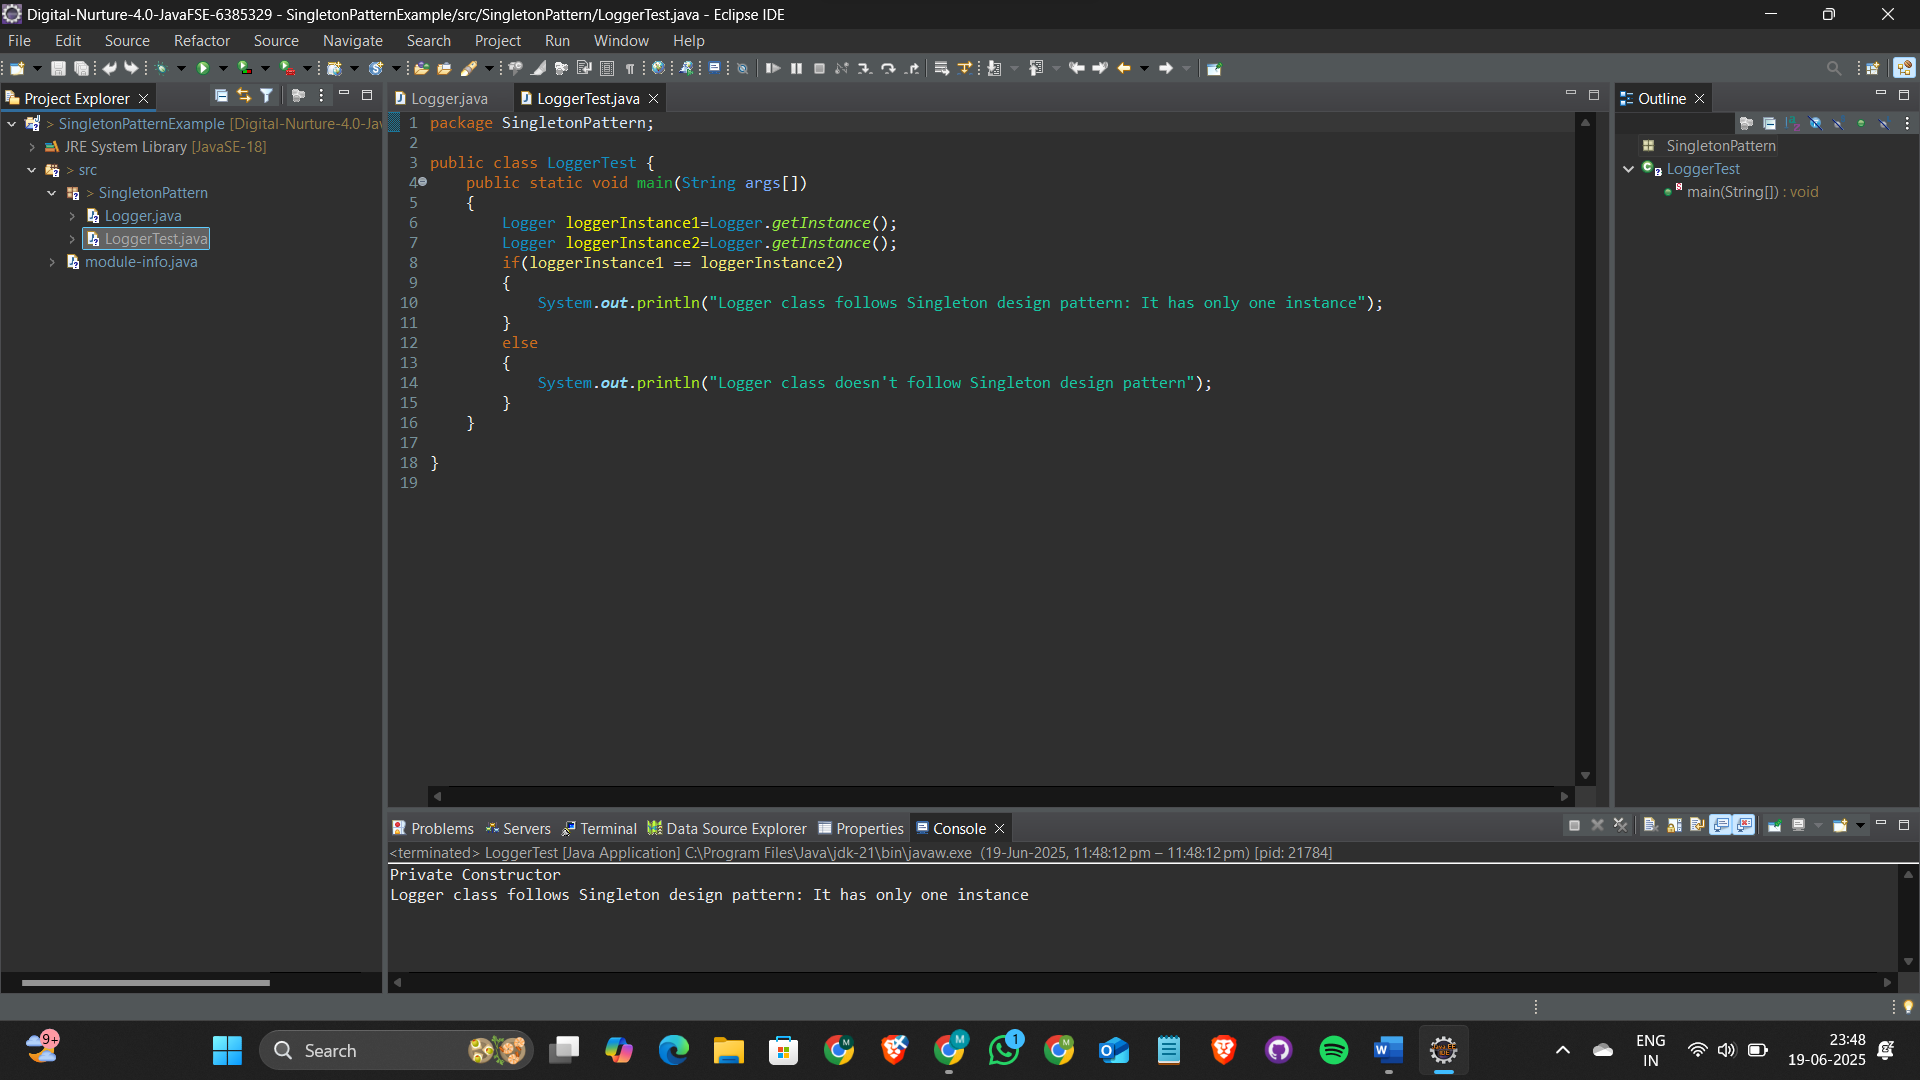 Digital-Nurture-4.0-JavaFSE-6385329 - SingletonPatternExample/src/SingletonPattern/LoggerTest.java - Eclipse IDE
File Edit Source Refactor Source Navigate Search Project Run Window Help
Project Explorer
> SingletonPatternExample [Digital-Nurture-4.0-Jav
JRE System Library [JavaSE-18]
> src
> SingletonPattern
Logger.java
LoggerTest.java
module-info.java
Logger.java LoggerTest.java
1 package SingletonPattern;
2
3 public class LoggerTest {
4 public static void main(String args[])
5 {
6 Logger loggerInstance1=Logger.getInstance();
7 Logger loggerInstance2=Logger.getInstance();
8 if(loggerInstance1 == loggerInstance2)
9 {
10 System.out.println("Logger class follows Singleton design pattern: It has only one instance");
11 }
12 else
13 {
14 System.out.println("Logger class doesn't follow Singleton design pattern");
15 }
16 }
17
18 }
19
Outline
SingletonPattern
LoggerTest
main(String[]) : void
Problems Servers Terminal Data Source Explorer Properties Console
<terminated> LoggerTest [Java Application] C:\Program Files\Java\jdk-21\bin\javaw.exe (19-Jun-2025, 11:48:12 pm – 11:48:12 pm) [pid: 21784]
Private Constructor
Logger class follows Singleton design pattern: It has only one instance
9+
Search
M
M
1
M
W
ENG
IN
23:48
19-06-2025